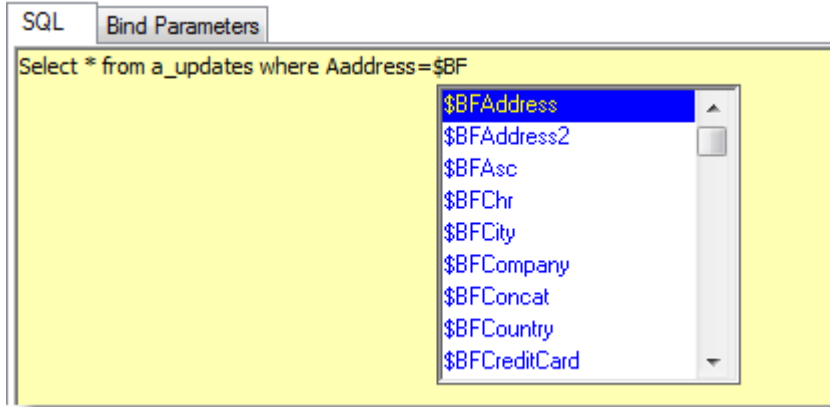 SQL Bind Parameters
Select * from a_updates where Aaddress=$BF
$BFAddress
$BFAddress2
$BFAsc
$BFChr
$BFCity
$BFCompany
$BFConcat
$BFCountry
$BFCreditCard